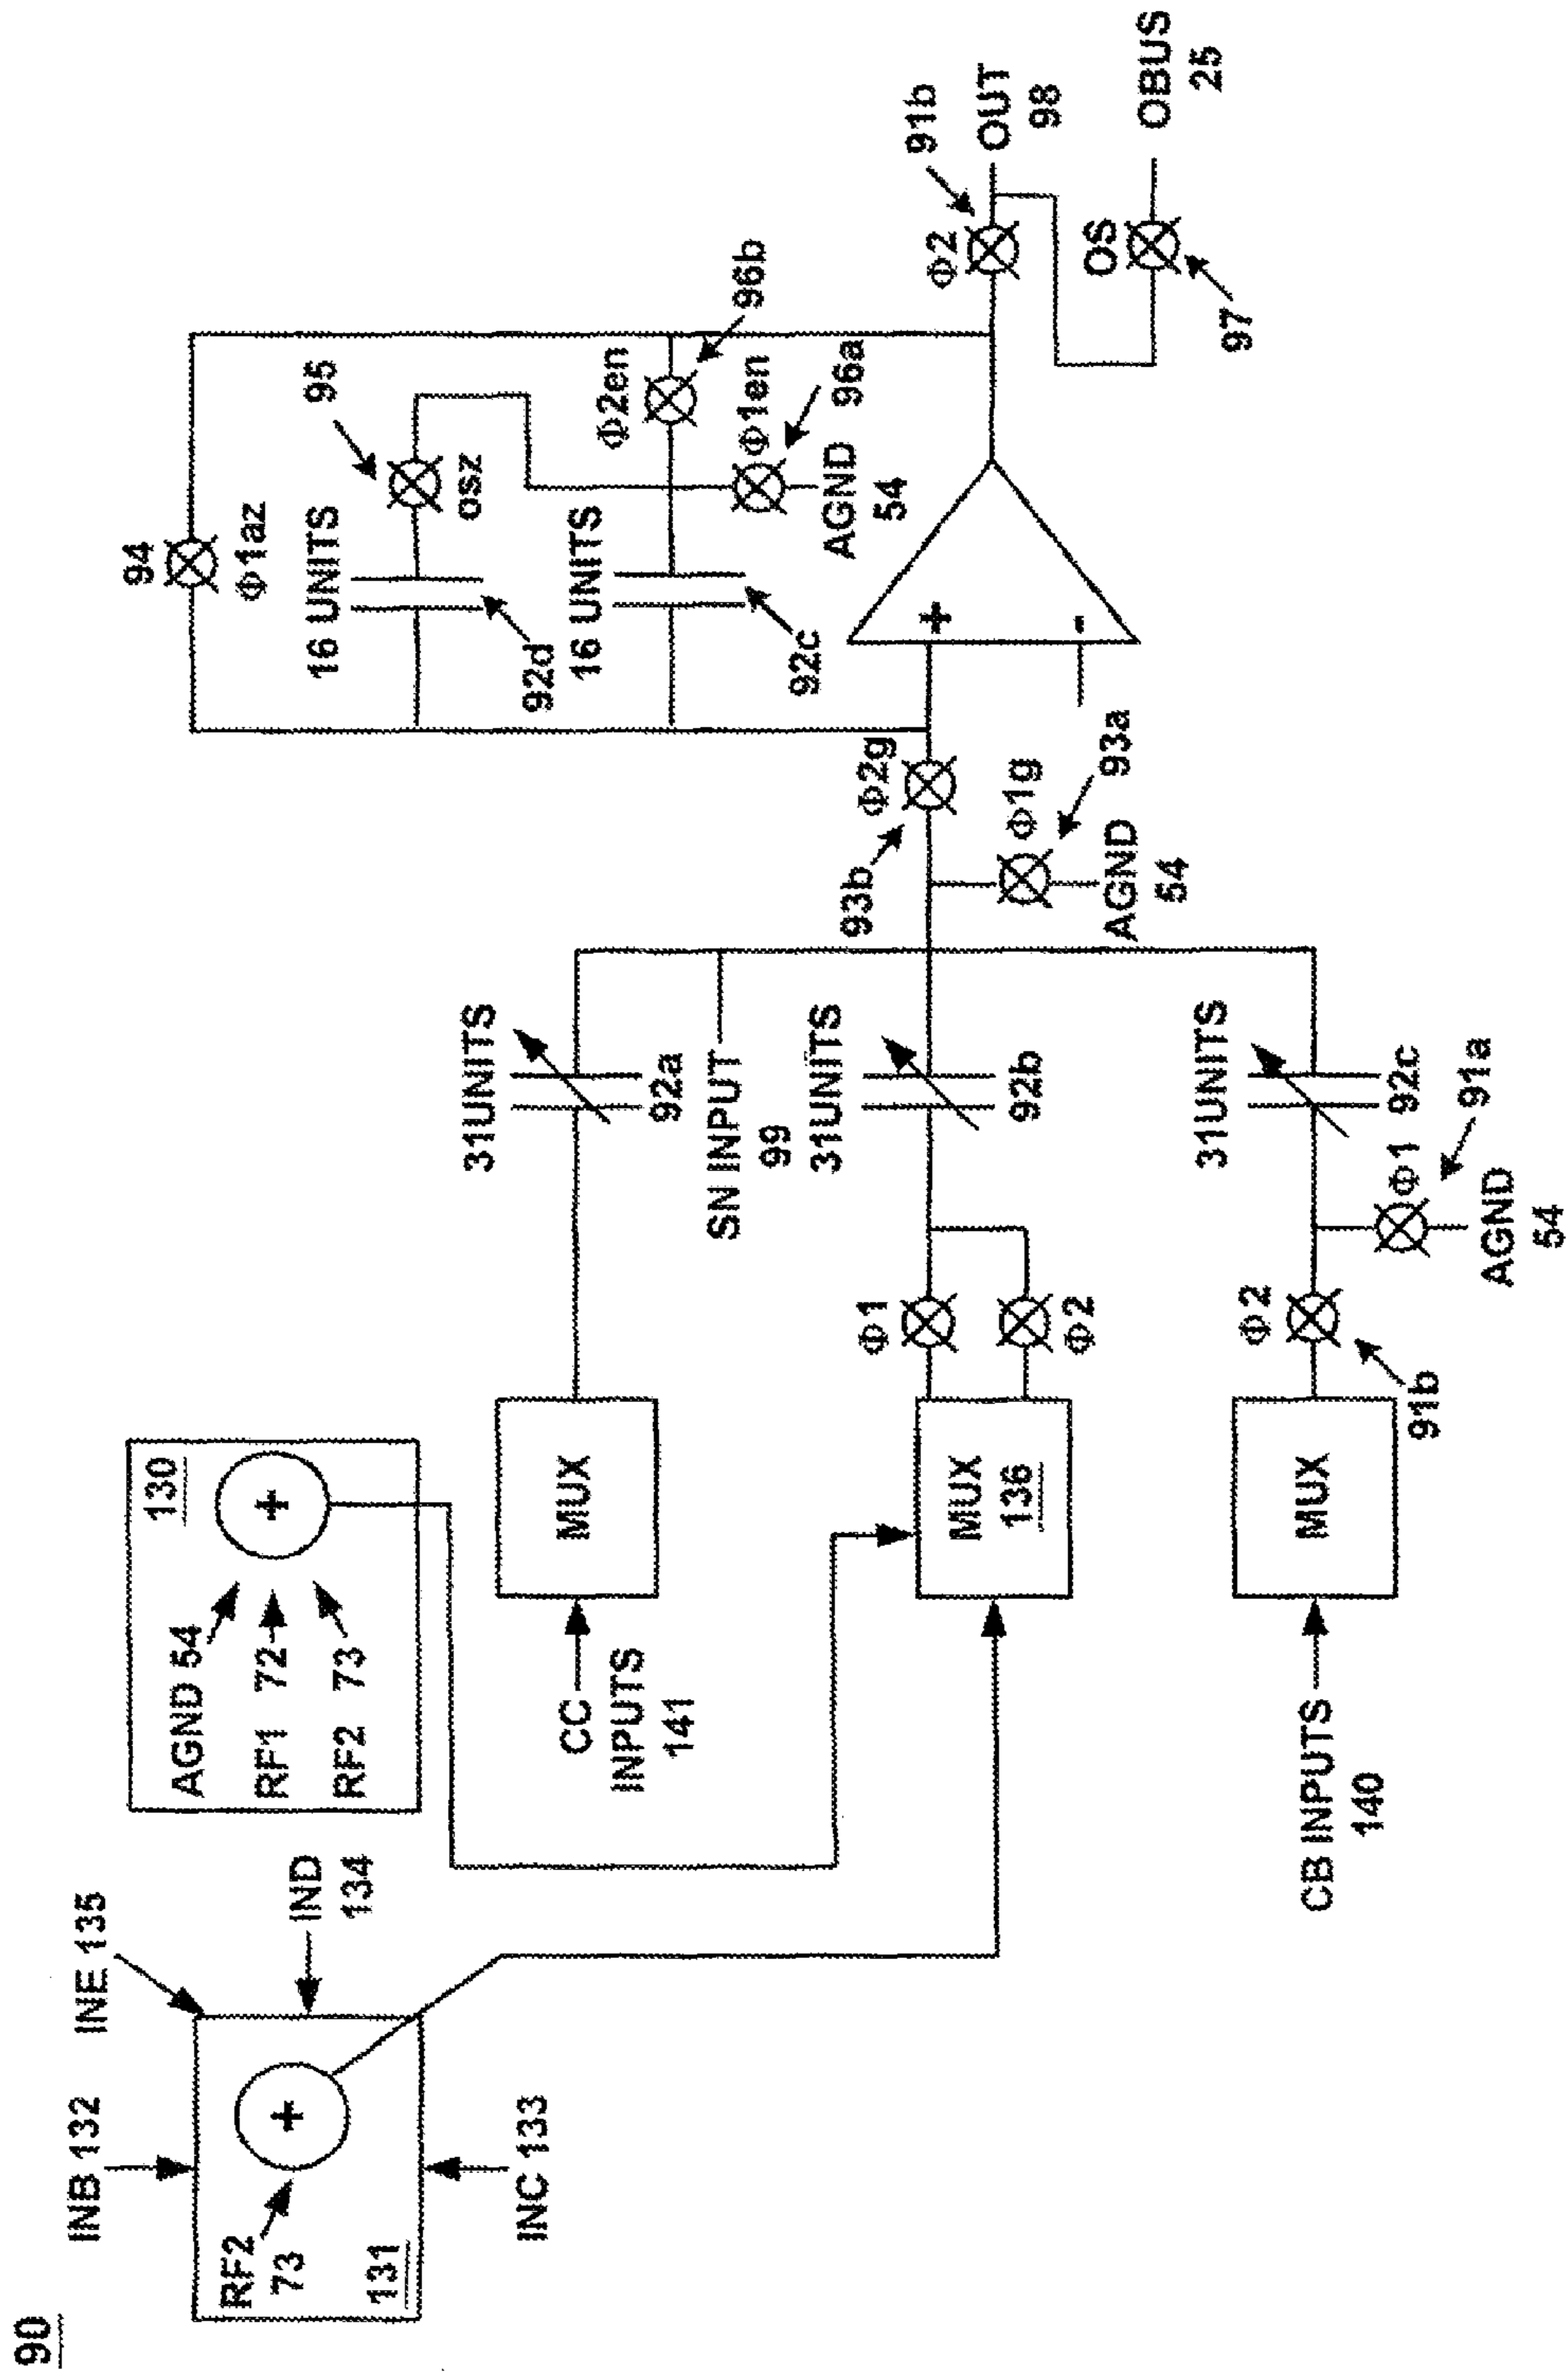 90
INB 132
INE 135
IND
134
RF2
73
+
131
INC 133
130
AGND 54
RF1 72
RF2 73
+
CC
INPUTS
141
MUX
31UNITS
92a
SN INPUT
99
MUX
136
Φ1
Φ2
31UNITS
92b
CB INPUTS
140
MUX
Φ2
91b
Φ1
91a
AGND
54
31UNITS
92c
93b
Φ2g
Φ1g
93a
AGND
54
94
Φ1az
16 UNITS
92d
95
osz
16 UNITS
92c
Φ2en
96b
Φ1en
96a
AGND
54
+
-
Φ2
91b
OUT
98
OS
97
OBUS
25